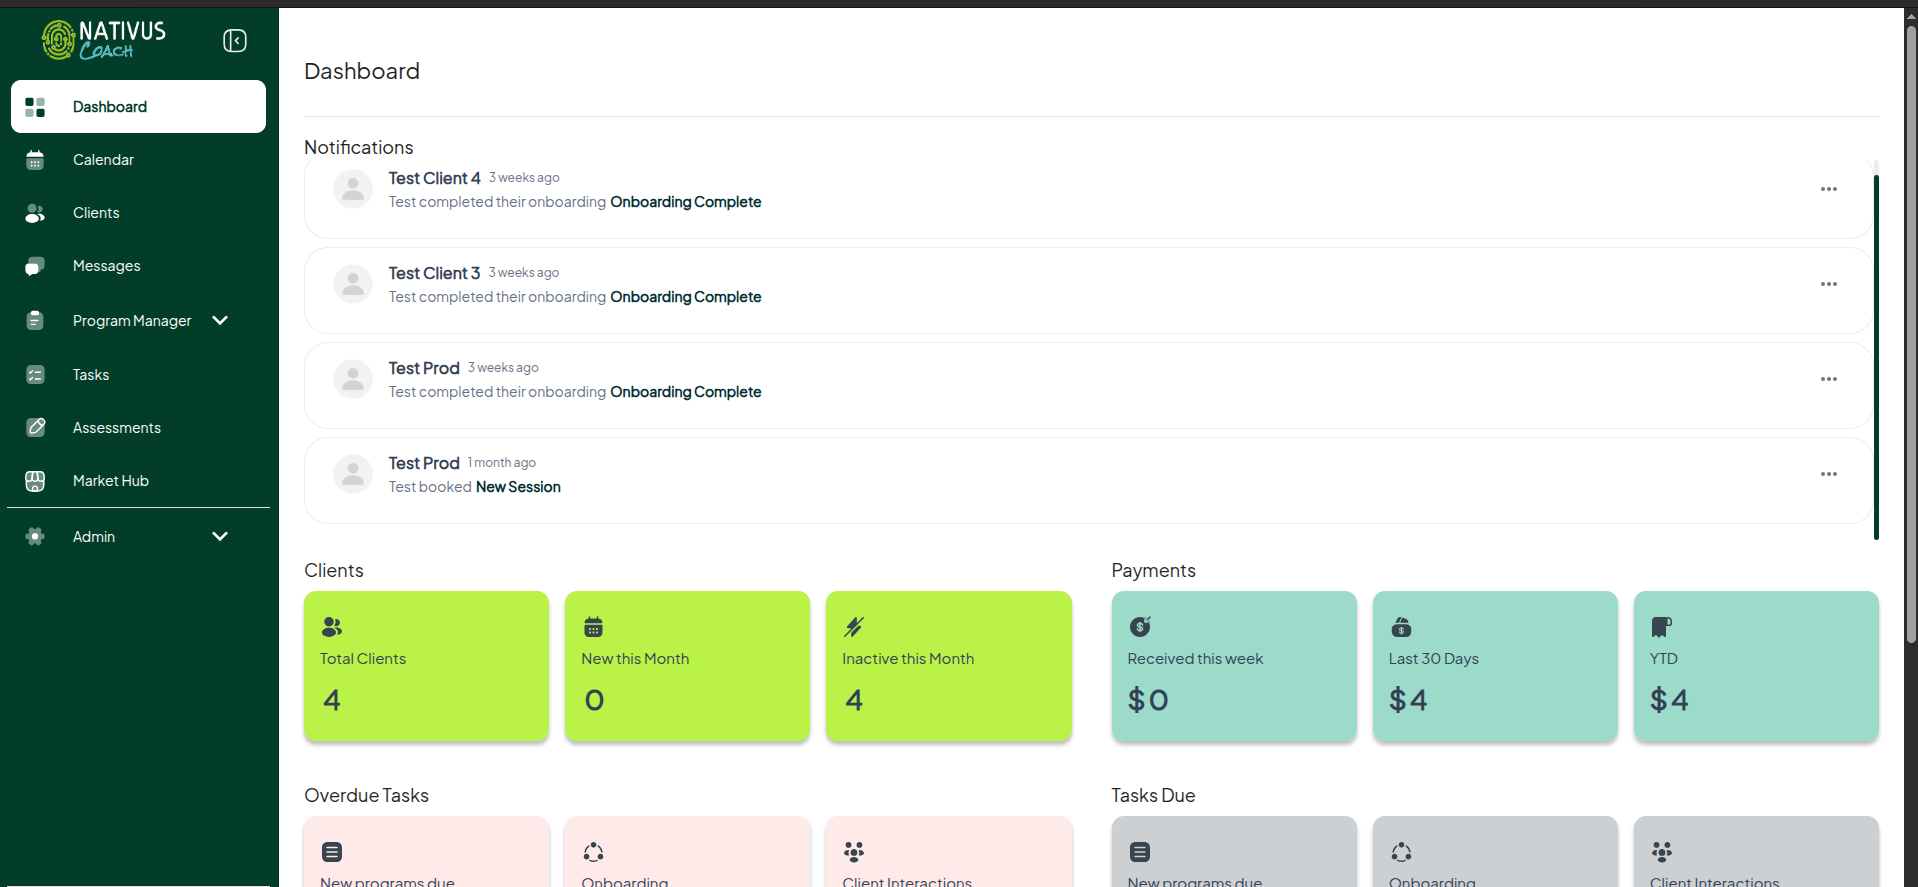 NATIVUS
Coach
Dashboard
Calendar
Clients
Messages
Program Manager
Tasks
Assessments
Market Hub
Admin
Dashboard
Notifications
Test Client 4 3 weeks ago
Test completed their onboarding Onboarding Complete
Test Client 3 3 weeks ago
Test completed their onboarding Onboarding Complete
Test Prod 3 weeks ago
Test completed their onboarding Onboarding Complete
Test Prod 1 month ago
Test booked New Session
Clients
Total Clients
4
New this Month
0
Inactive this Month
4
Payments
Received this week
$0
Last 30 Days
$4
YTD
$4
Overdue Tasks
New programs due
Onboarding
Client Interactions
Tasks Due
New programs due
Onboarding
Client Interactions